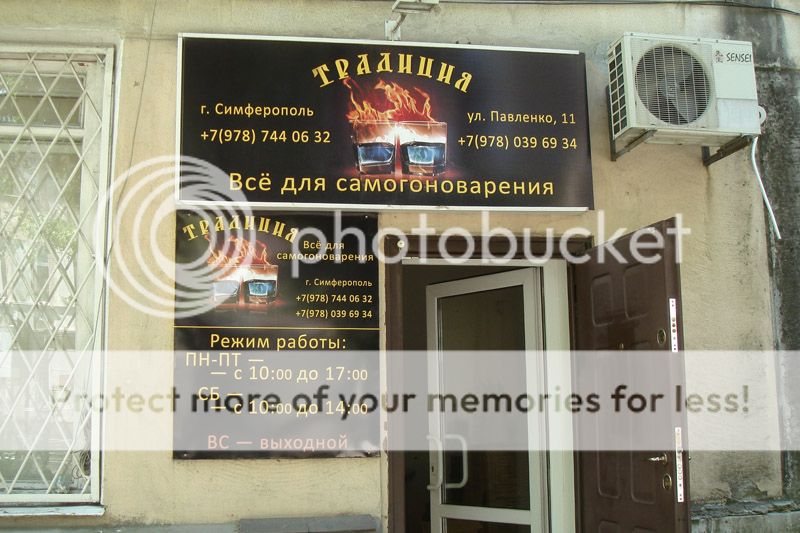 ТРАДИЦИЯ
г. Симферополь
+7(978) 744 06 32
ул. Павленко, 11
+7(978) 039 69 34
Всё для самогоноварения
SENSEI
ТРАДИЦИЯ
Всё для
самогоноварения
г. Симферополь
+7(978) 744 06 32
+7(978) 039 69 34
Режим работы:
ПН-ПТ —
— с 10:00 до 17:00
СБ —
— с 10:00 до 14:00
ВС — выходной
photobucket
Protect more of your memories for less!